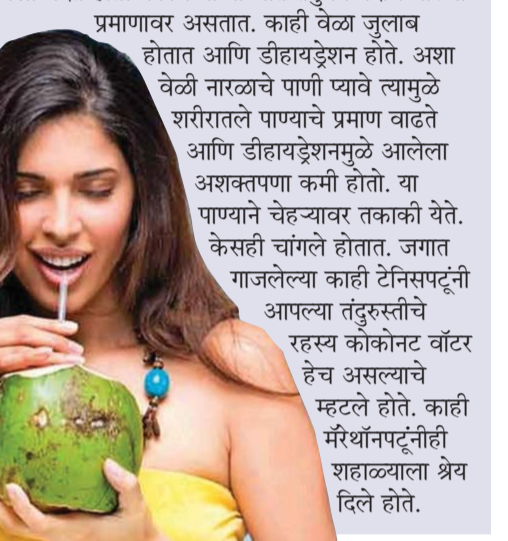 प्रमाणावर असतात. काही वेळा जुलाब
होतात आणि डीहायड्रेशन होते. अशा
वेळी नारळाचे पाणी प्यावे त्यामुळे
शरीरातले पाण्याचे प्रमाण वाढते
आणि डीहायड्रेशनमुळे आलेला
अशक्तपणा कमी होतो. या
पाण्याने चेहऱ्यावर तकाकी येते.
केसही चांगले होतात. जगात
गाजलेल्या काही टेनिसपटूंनी
आपल्या तंदुरुस्तीचे
रहस्य कोकोनट वॉटर
हेच असल्याचे
म्हटले होते. काही
मॅरेथॉनपटूंनीही
शहाळ्याला श्रेय
दिले होते.